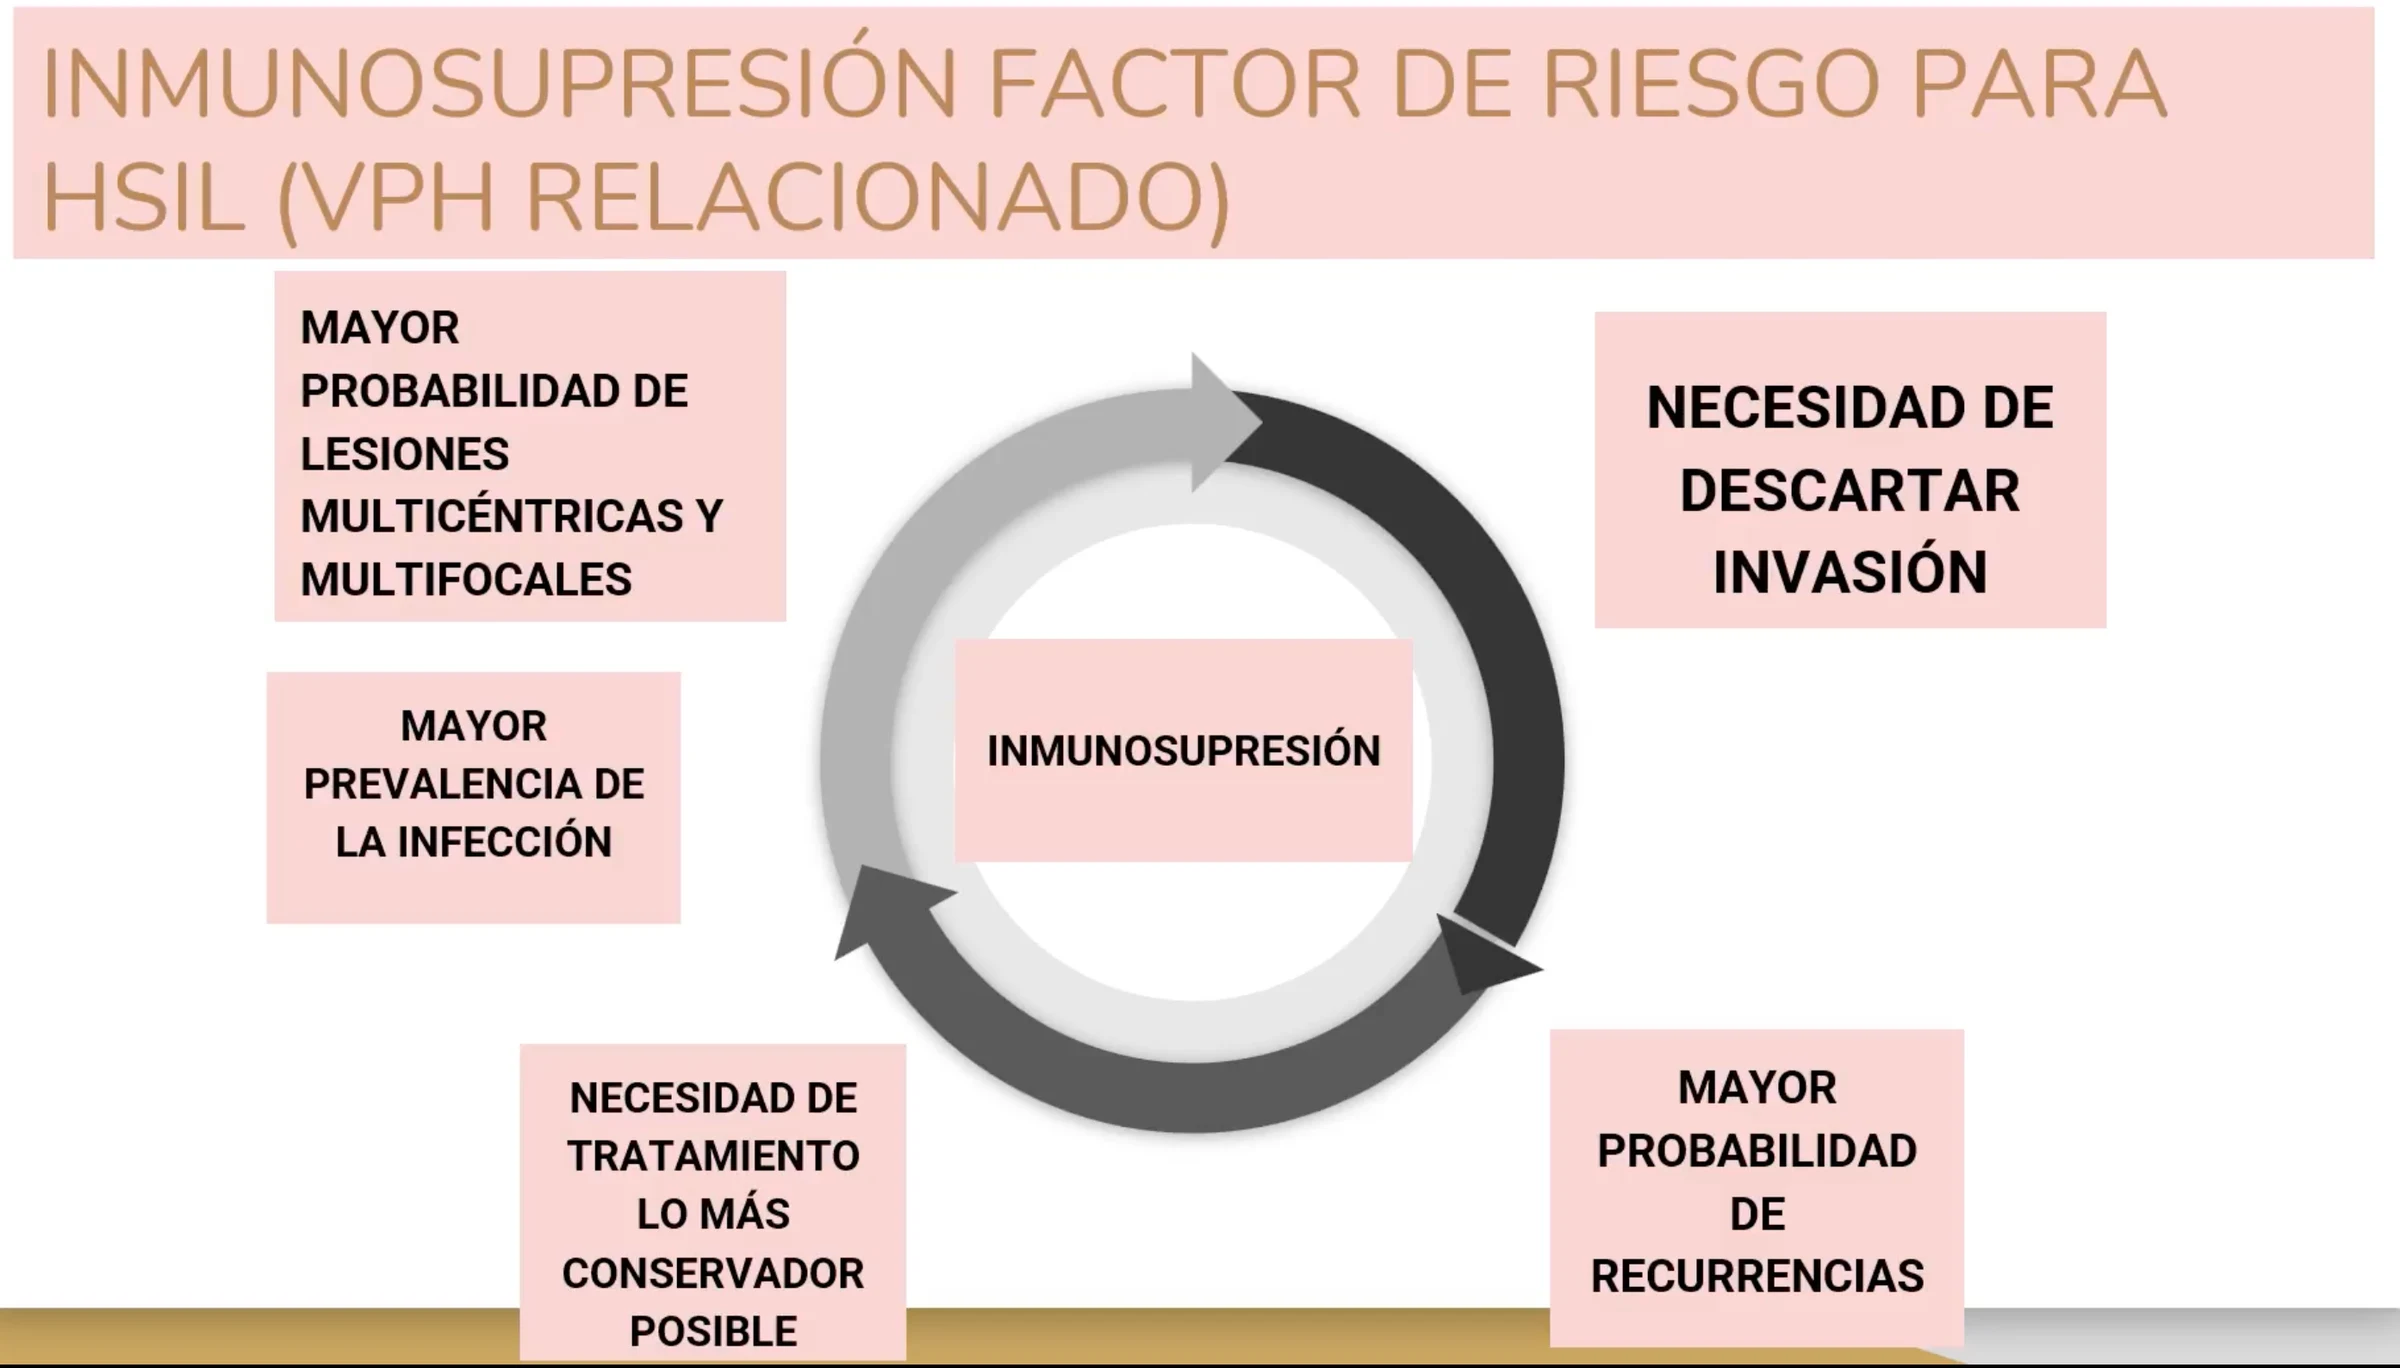 INMUNOSUPRESIÓN FACTOR DE RIESGO PARA
HSIL (VPH RELACIONADO)
MAYOR
PROBABILIDAD DE
LESIONES
MULTICÉNTRICAS Y
MULTIFOCALES
NECESIDAD DE
DESCARTAR
INVASIÓN
MAYOR
PREVALENCIA DE
LA INFECCIÓN
INMUNOSUPRESIÓN
NECESIDAD DE
TRATAMIENTO
LO MÁS
CONSERVADOR
POSIBLE
MAYOR
PROBABILIDAD
DE
RECURRENCIAS